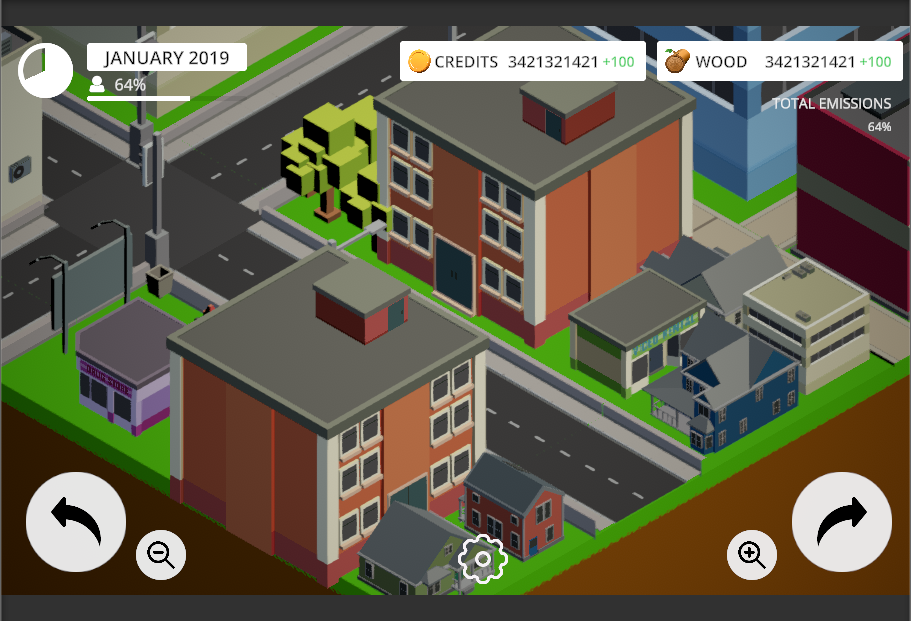 JANUARY 2019
64%
CREDITS 3421321421 +100
WOOD 3421321421 +100
TOTAL EMISSIONS
64%